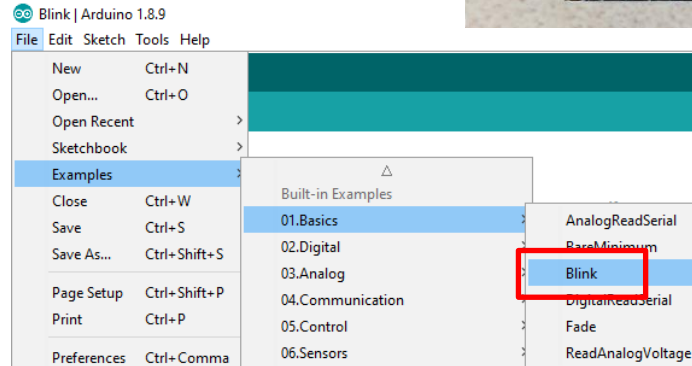 Blink | Arduino 1.8.9
File Edit Sketch Tools Help
New Ctrl+N
Open... Ctrl+O
Open Recent
Sketchbook
Examples
Close Ctrl+W
Save Ctrl+S
Save As... Ctrl+Shift+S
Page Setup Ctrl+Shift+P
Print Ctrl+P
Preferences Ctrl+Comma
Built-in Examples
01.Basics
02.Digital
03.Analog
04.Communication
05.Control
06.Sensors
AnalogReadSerial
BareMinimum
Blink
DigitalReadSerial
Fade
ReadAnalogVoltage